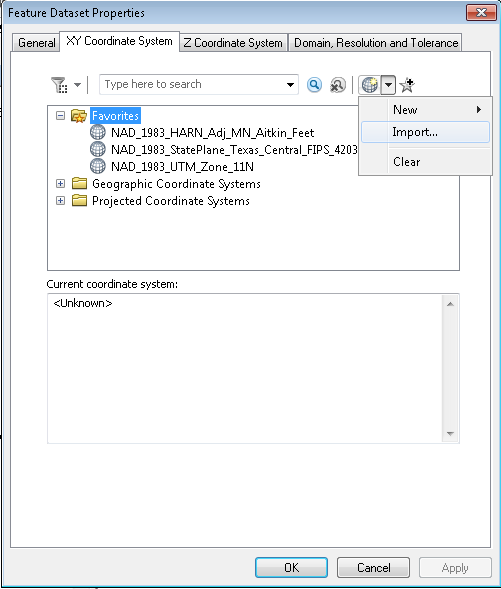 Feature Dataset Properties
General XY Coordinate System Z Coordinate System Domain, Resolution and Tolerance
Type here to search
New
Import...
Clear
Favorites
NAD_1983_HARN_Adj_MN_Aitkin_Feet
NAD_1983_StatePlane_Texas_Central_FIPS_4203
NAD_1983_UTM_Zone_11N
Geographic Coordinate Systems
Projected Coordinate Systems
Current coordinate system:
<Unknown>
OK Cancel Apply